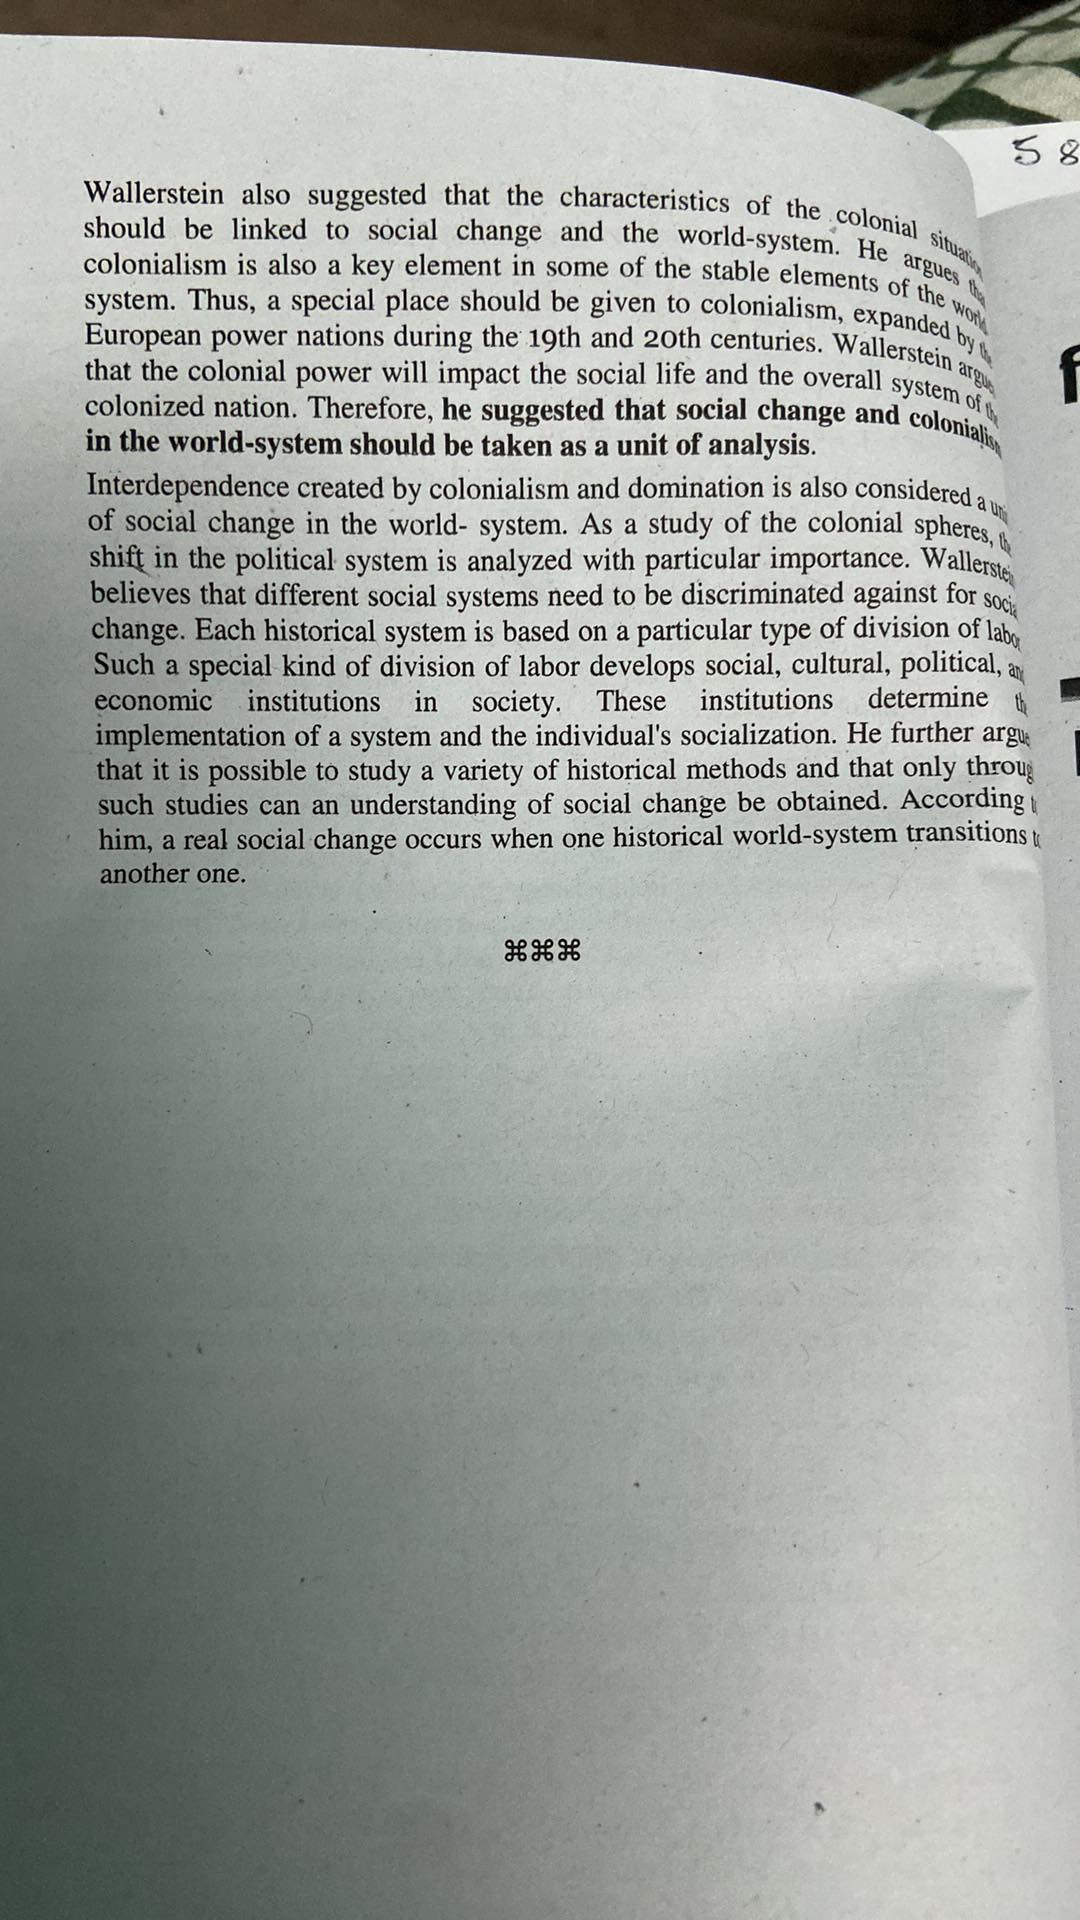 58
Wallerstein also suggested that the characteristics of the colonial situation
should be linked to social change and the world-system. He argues that
colonialism is also a key element in some of the stable elements of the world
system. Thus, a special place should be given to colonialism, expanded by the
European power nations during the 19th and 20th centuries. Wallerstein argues
that the colonial power will impact the social life and the overall system of the
colonized nation. Therefore, he suggested that social change and colonialism
in the world-system should be taken as a unit of analysis.
Interdependence created by colonialism and domination is also considered a unit
of social change in the world- system. As a study of the colonial spheres, the
shift in the political system is analyzed with particular importance. Wallerstein
believes that different social systems need to be discriminated against for social
change. Each historical system is based on a particular type of division of labor
Such a special kind of division of labor develops social, cultural, political, and
economic institutions in society. These institutions determine the
implementation of a system and the individual's socialization. He further argue
that it is possible to study a variety of historical methods and that only through
such studies can an understanding of social change be obtained. According to
him, a real social change occurs when one historical world-system transitions to
another one.
⌘⌘⌘